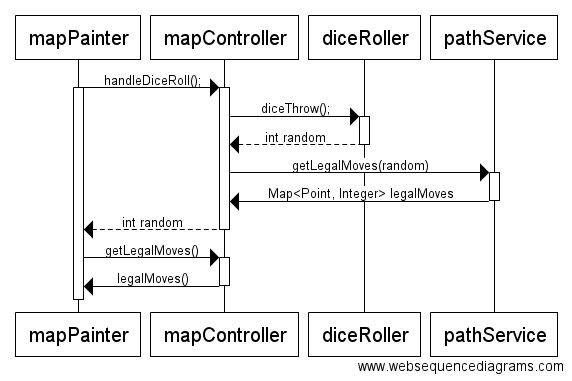 mapPainter mapController diceRoller pathService
handleDiceRoll();
diceThrow();
int random
getLegalMoves(random)
Map<Point, Integer> legalMoves
int random
getLegalMoves()
legalMoves()
mapPainter mapController diceRoller pathService
www.websequencediagrams.com